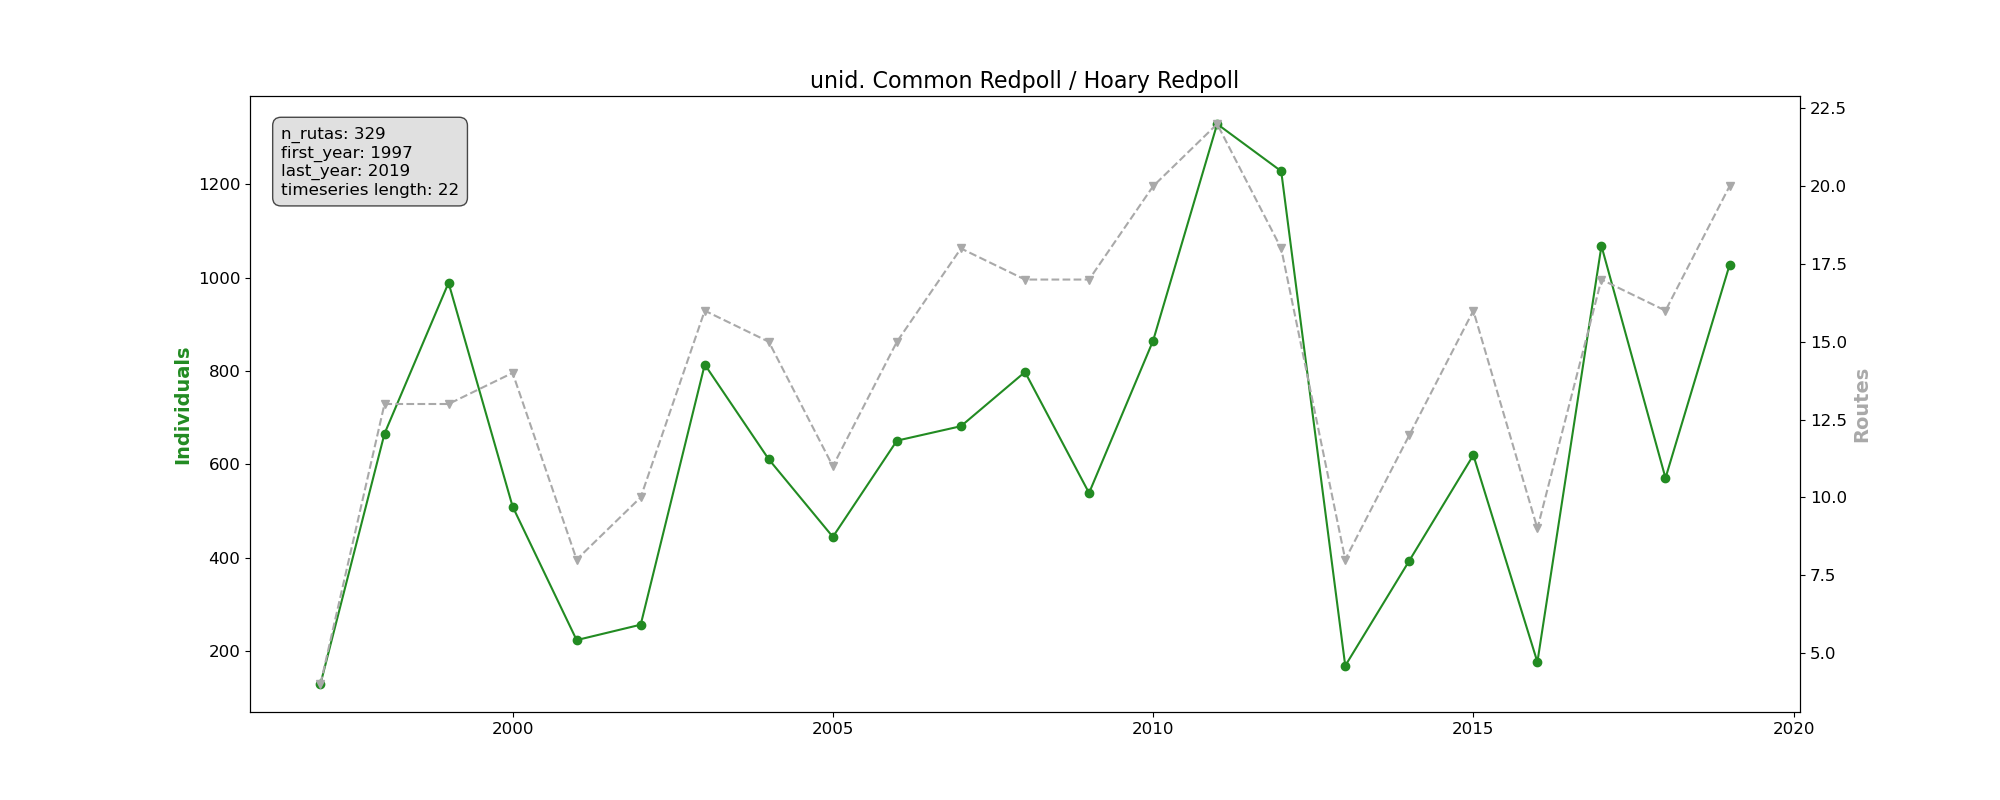 unid. Common Redpoll / Hoary Redpoll
n_rutas: 329
first_year: 1997
last_year: 2019
timeseries length: 22
Individuals
1200
1000
800
600
400
200
22.5
20.0
17.5
15.0
12.5
10.0
7.5
5.0
Routes
2000
2005
2010
2015
2020